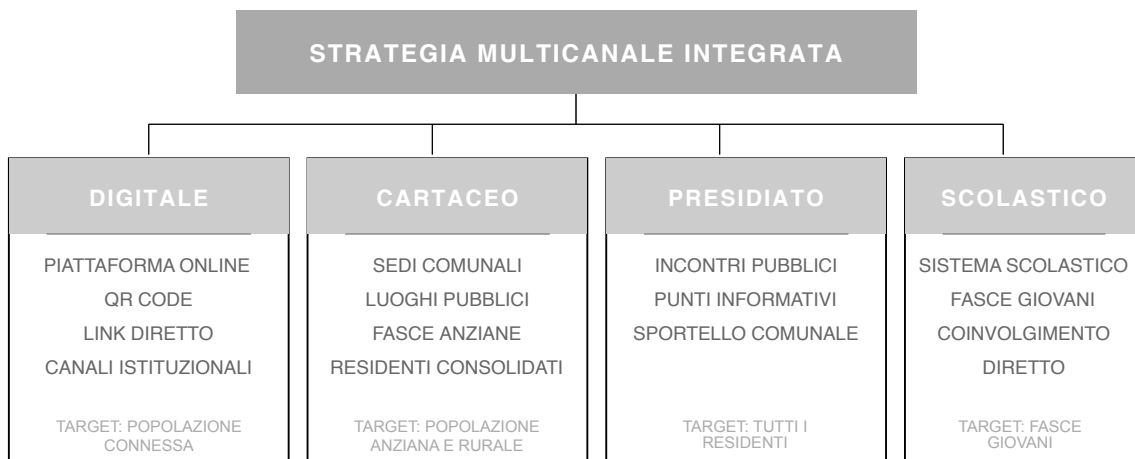 STRATEGIA MULTICANALE INTEGRATA
DIGITALE
PIATTAFORMA ONLINE
QR CODE
LINK DIRETTO
CANALI ISTITUZIONALI
TARGET: POPOLAZIONE
CONNESSA
CARTACEO
SEDI COMUNALI
LUOGHI PUBBLICI
FASCE ANZIANE
RESIDENTI CONSOLIDATI
TARGET: POPOLAZIONE
ANZIANA E RURALE
PRESIDIATO
INCONTRI PUBBLICI
PUNTI INFORMATIVI
SPORTELLO COMUNALE
TARGET: TUTTI I
RESIDENTI
SCOLASTICO
SISTEMA SCOLASTICO
FASCE GIOVANI
COINVOLGIMENTO
DIRETTO
TARGET: FASCE
GIOVANI